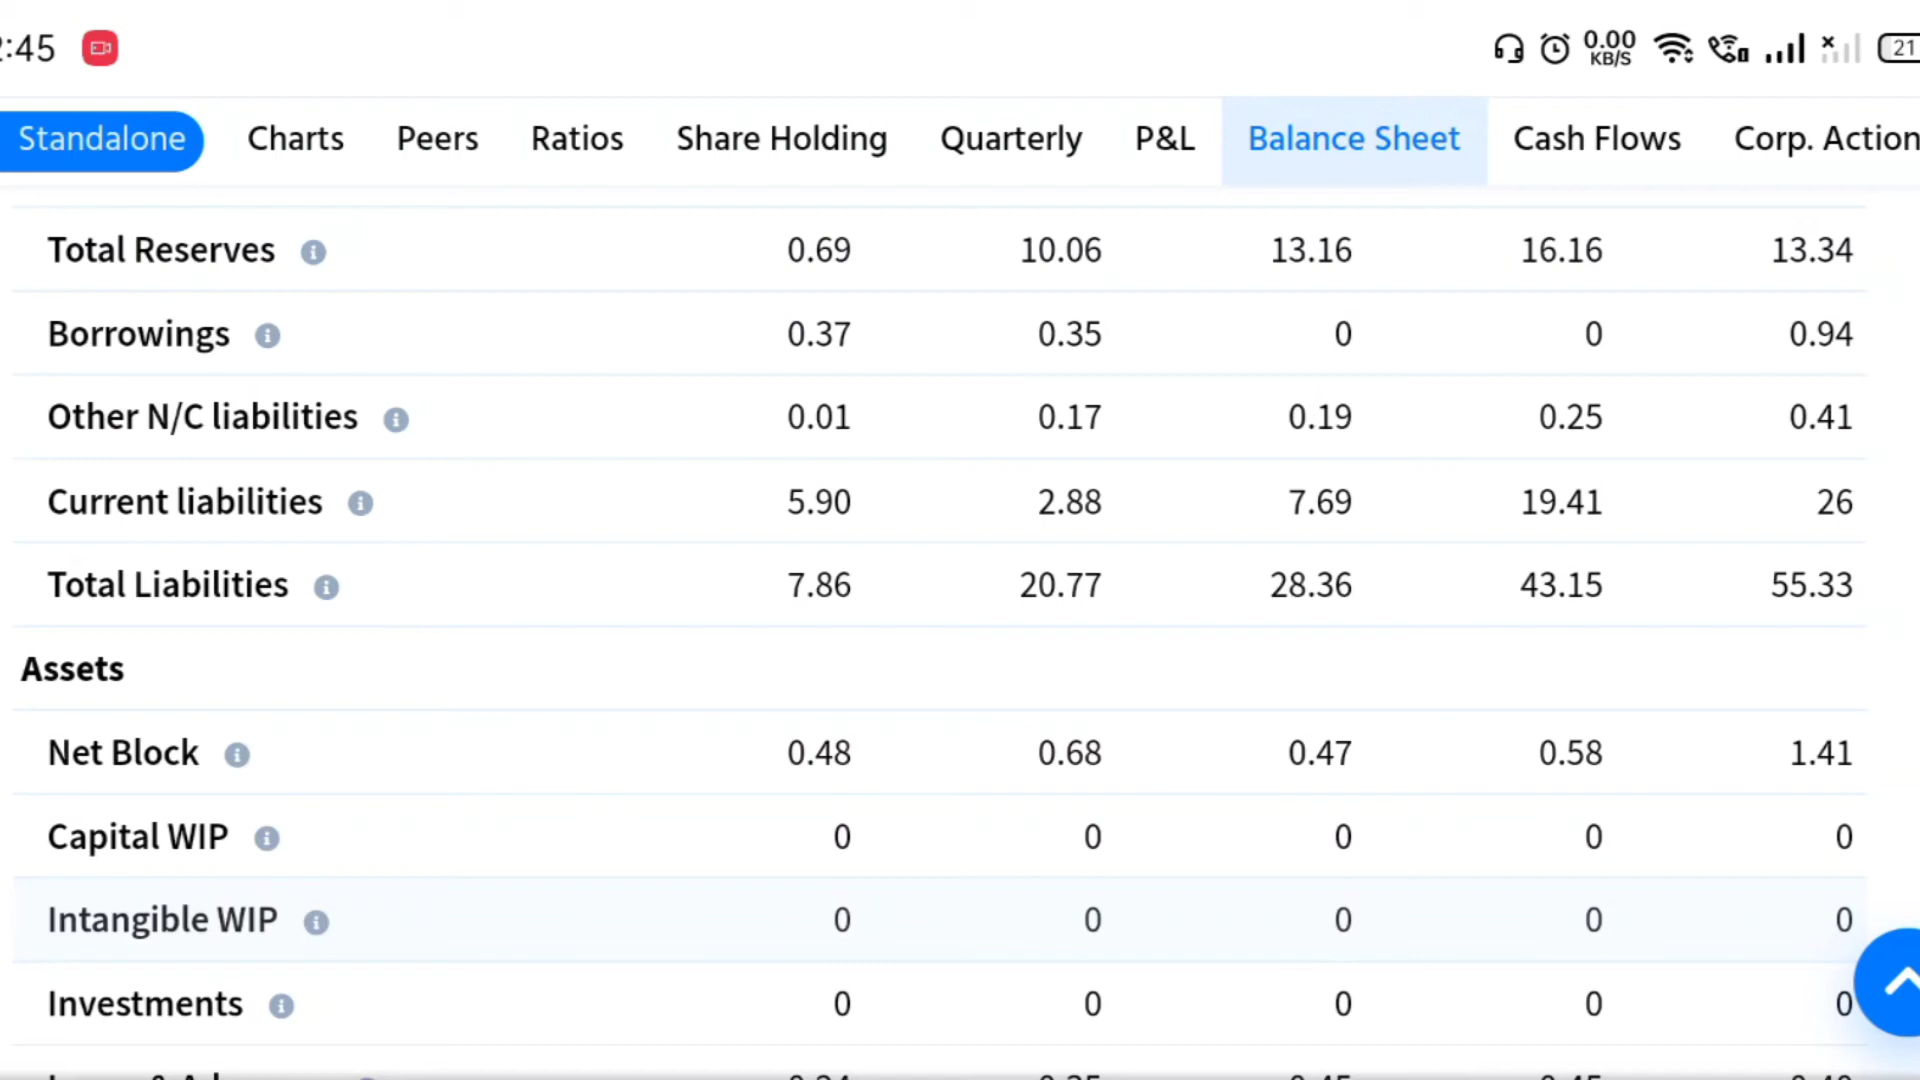 :45 0.00 KB/S 21
Standalone Charts Peers Ratios Share Holding Quarterly P&L Balance Sheet Cash Flows Corp. Action
Total Reserves 0.69 10.06 13.16 16.16 13.34
Borrowings 0.37 0.35 0 0 0.94
Other N/C liabilities 0.01 0.17 0.19 0.25 0.41
Current liabilities 5.90 2.88 7.69 19.41 26
Total Liabilities 7.86 20.77 28.36 43.15 55.33
Assets
Net Block 0.48 0.68 0.47 0.58 1.41
Capital WIP 0 0 0 0 0
Intangible WIP 0 0 0 0 0
Investments 0 0 0 0 0